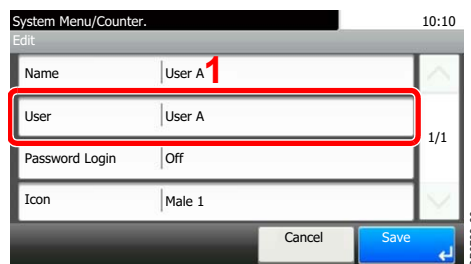 System Menu/Counter. 10:10
Edit
Name User A 1
User User A
1/1
Password Login Off
Icon Male 1
Cancel Save